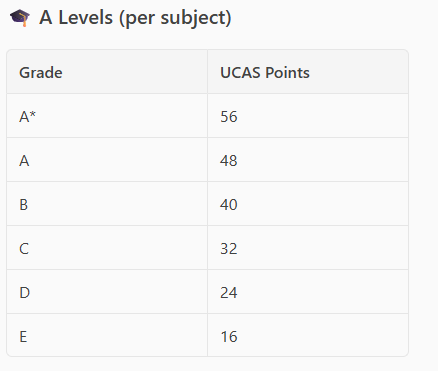 🎓 A Levels (per subject)
Grade UCAS Points
A* 56
A 48
B 40
C 32
D 24
E 16